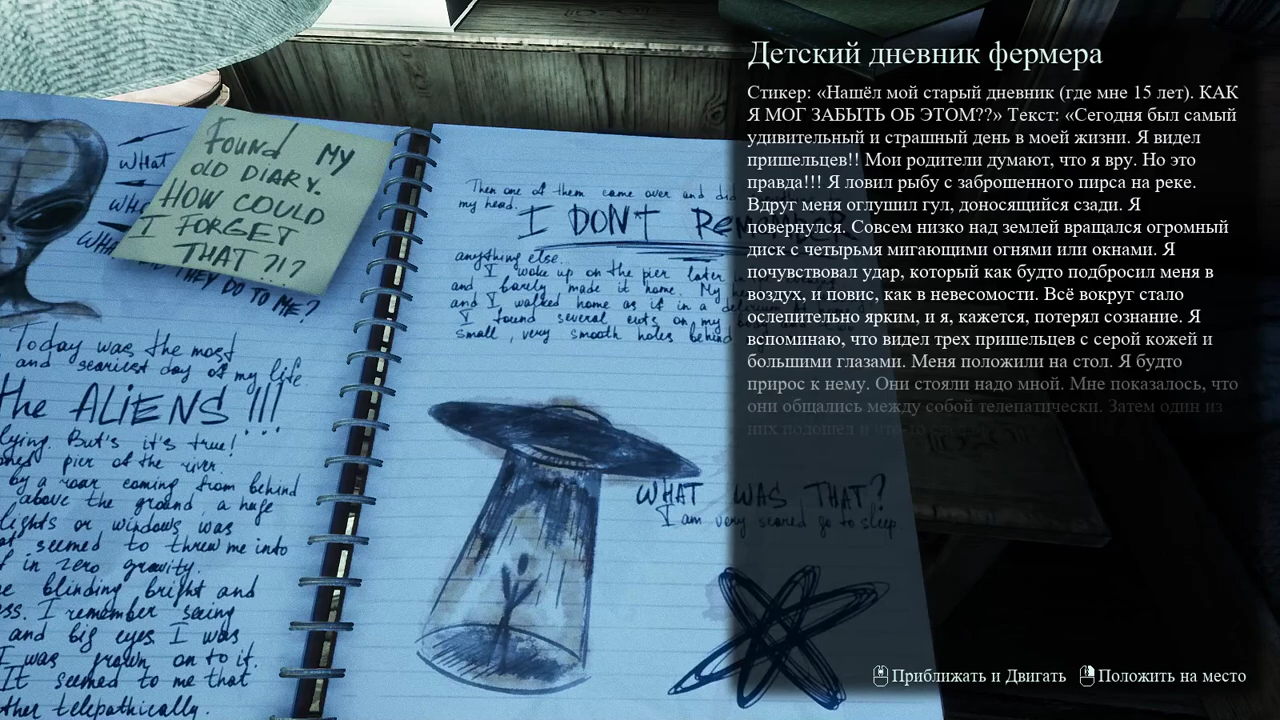 What
Who
WHAT DID THEY DO TO ME?
FOUND MY
OLD DIARY.
HOW COULD
I FORGET
THAT ?!?
Today was the most
and scariest day of my life.
the ALIENS !!!
lying. But's it's true!
pier of the river.
by a roar coming from behind
above the ground, a huge
lights or windows was
seemed to threw me into
in zero gravity.
blinding bright and
I remember seing
and big eyes. I was
I was grown on to it.
It seemed to me that
telepathically.
Then one of them came over and did
my head.
I DON'T REMEMBER
anything else.
I woke up on the pier later
and barely made it home. My
and I walked home as if in a
I found several cuts on my
small, very smooth holes behind
WHAT WAS THAT?
I am very scared go to sleep
Детский дневник фермера
Стикер: «Нашёл мой старый дневник (где мне 15 лет). КАК
Я МОГ ЗАБЫТЬ ОБ ЭТОМ??» Текст: «Сегодня был самый
удивительный и страшный день в моей жизни. Я видел
пришельцев!! Мои родители думают, что я вру. Но это
правда!!! Я ловил рыбу с заброшенного пирса на реке.
Вдруг меня оглушил гул, доносящийся сзади. Я
повернулся. Совсем низко над землей вращался огромный
диск с четырьмя мигающими огнями или окнами. Я
почувствовал удар, который как будто подбросил меня в
воздух, и повис, как в невесомости. Всё вокруг стало
ослепительно ярким, и я, кажется, потерял сознание. Я
вспоминаю, что видел трех пришельцев с серой кожей и
большими глазами. Меня положили на стол. Я будто
прирос к нему. Они стояли надо мной. Мне показалось, что
они общались между собой телепатически. Затем один из
них подошел и
Приближать и Двигать
Положить на место